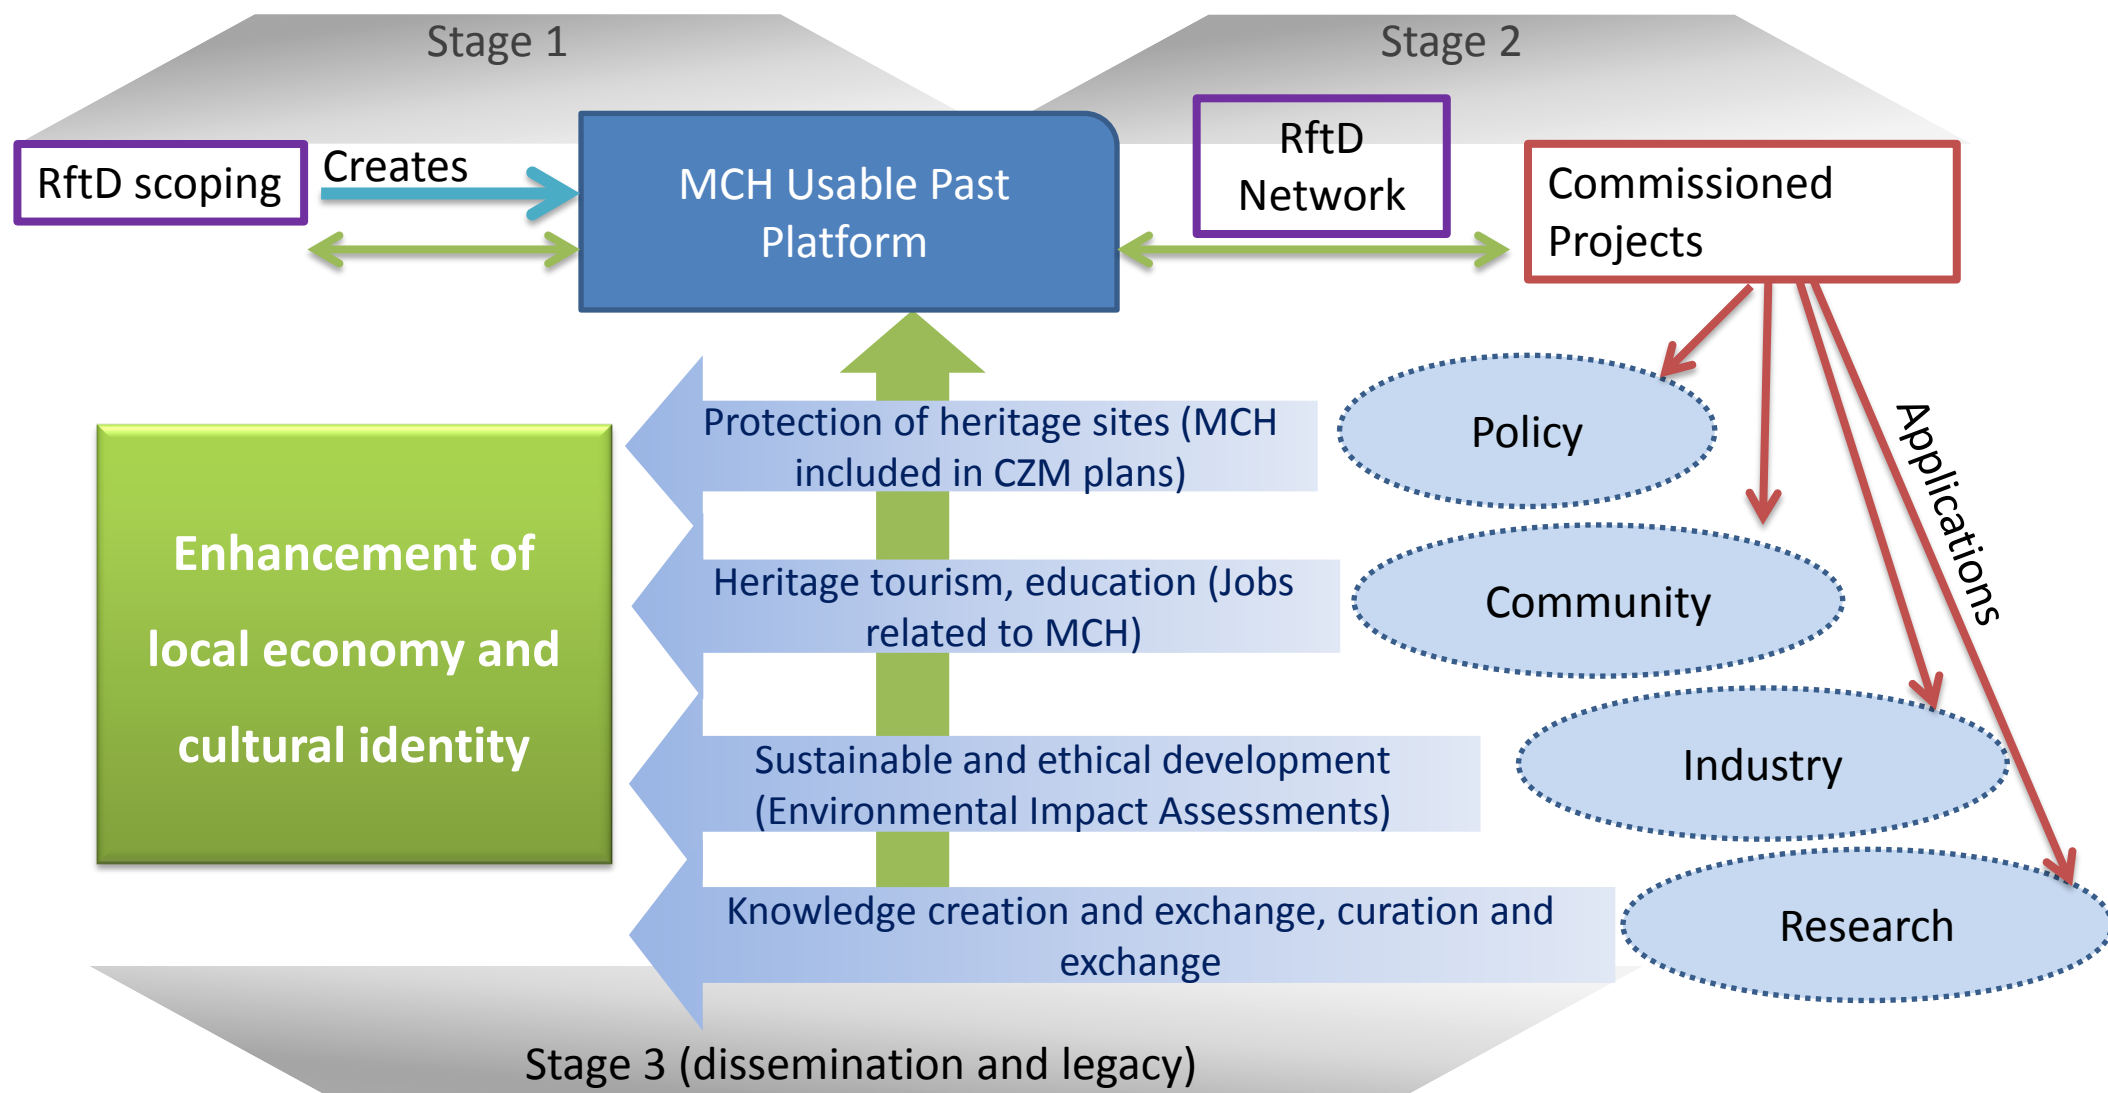 Stage 1
Stage 2
RftD scoping
Creates
MCH Usable Past
Platform
RftD
Network
Commissioned
Projects
Applications
Policy
Community
Industry
Research
Protection of heritage sites (MCH
included in CZM plans)
Heritage tourism, education (Jobs
related to MCH)
Sustainable and ethical development
(Environmental Impact Assessments)
Knowledge creation and exchange, curation and
exchange
Enhancement of
local economy and
cultural identity
Stage 3 (dissemination and legacy)